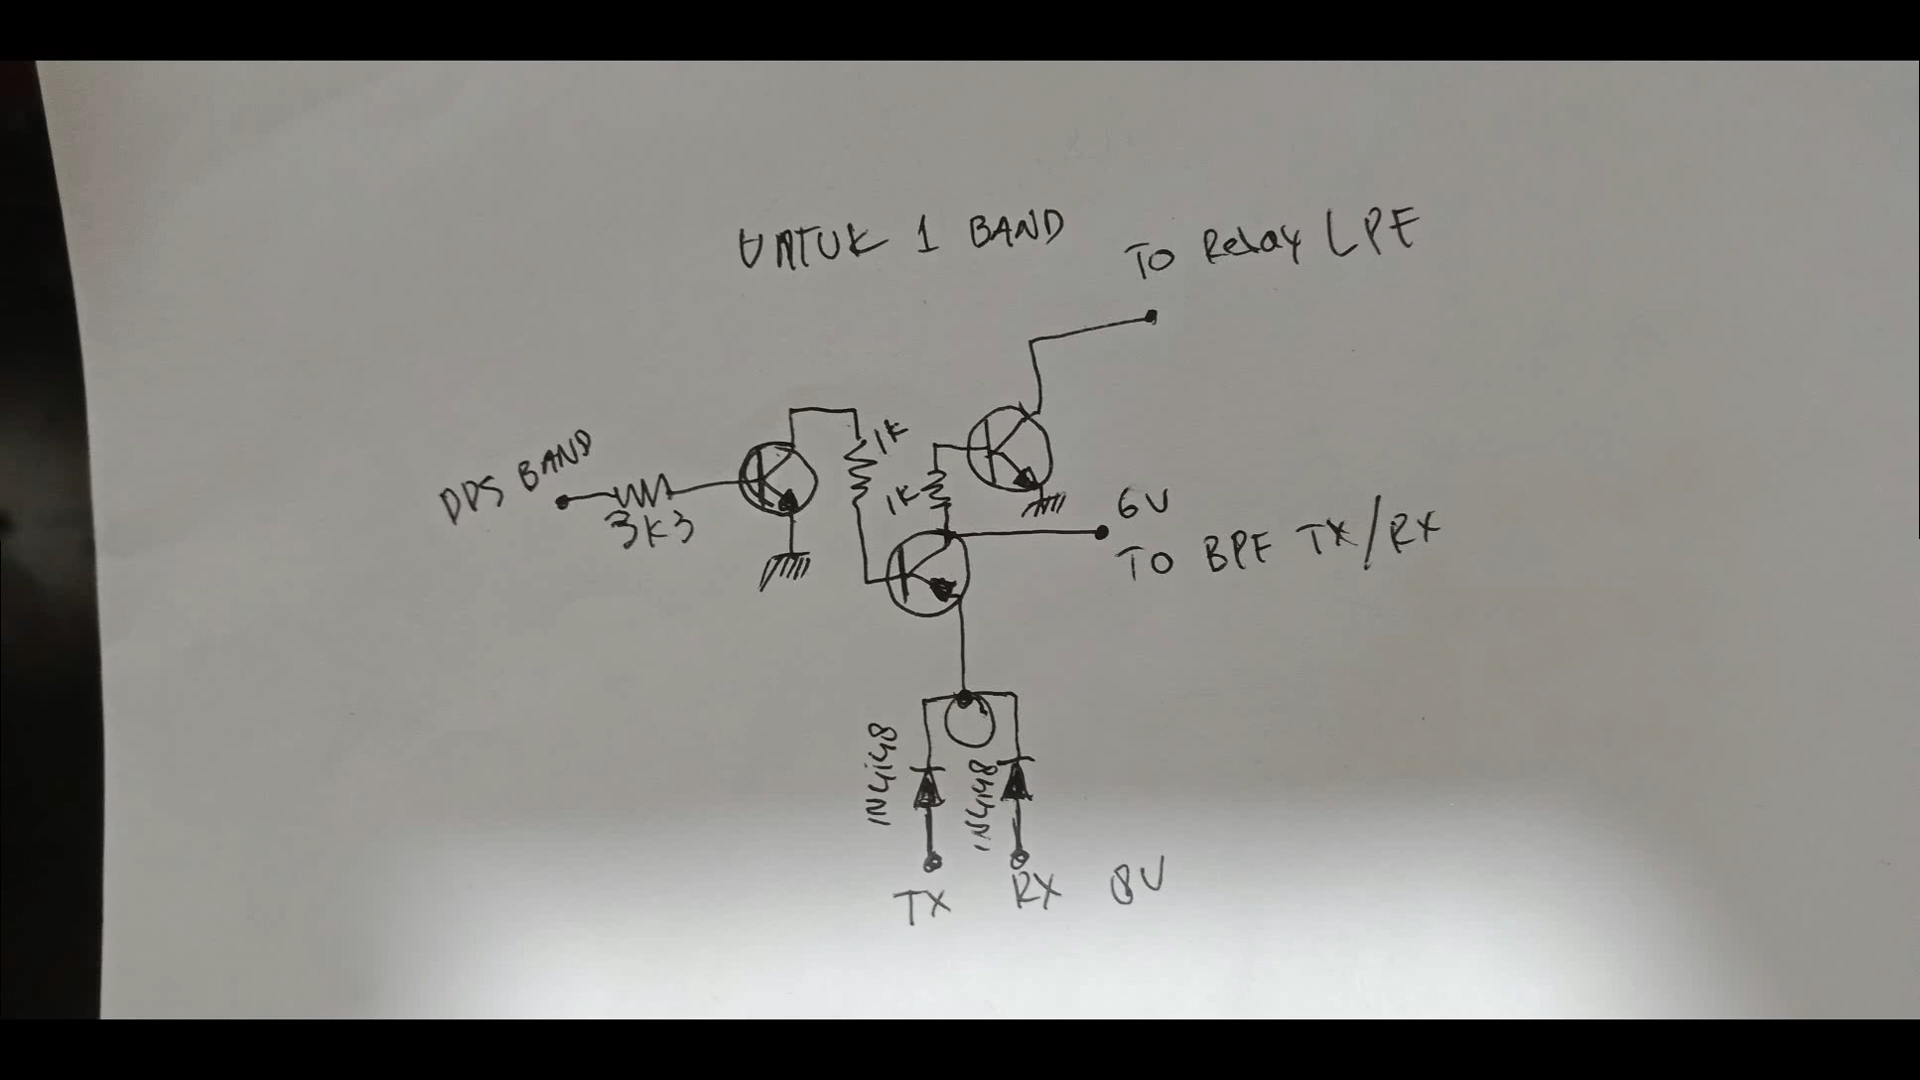 UNTUK 1 BAND
TO Relay LPF
DDS BAND
3K3
1K
1K
6V
TO BPF TX/RX
1N4148
1N4148
TX
RX 8V